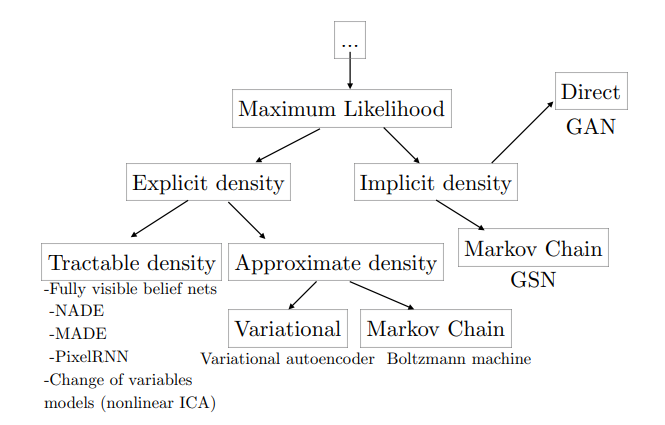 ...
Maximum Likelihood
Direct
GAN
Explicit density
Implicit density
Tractable density
-Fully visible belief nets
-NADE
-MADE
-PixelRNN
-Change of variables
models (nonlinear ICA)
Approximate density
Variational
Variational autoencoder
Markov Chain
Boltzmann machine
Markov Chain
GSN